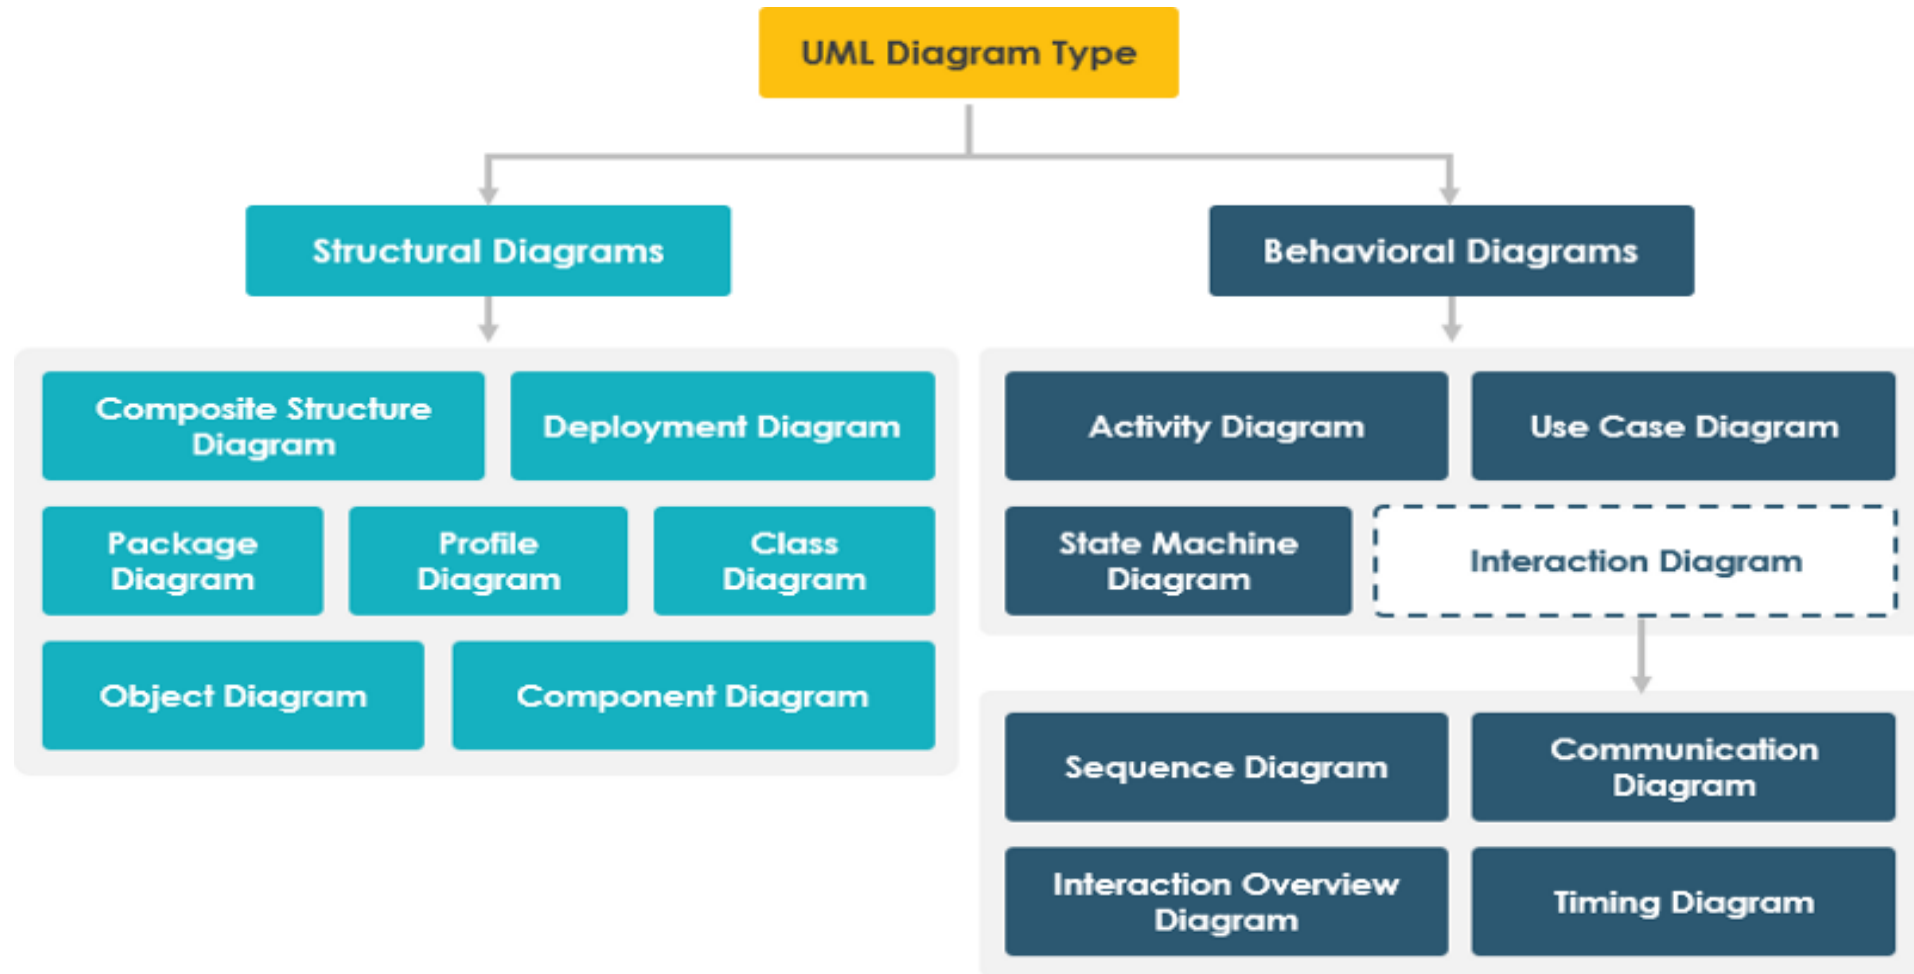 UML Diagram Type
Structural Diagrams
Behavioral Diagrams
Composite Structure
Diagram
Deployment Diagram
Package
Diagram
Profile
Diagram
Class
Diagram
Object Diagram
Component Diagram
Activity Diagram
Use Case Diagram
State Machine
Diagram
Interaction Diagram
Sequence Diagram
Communication
Diagram
Interaction Overview
Diagram
Timing Diagram